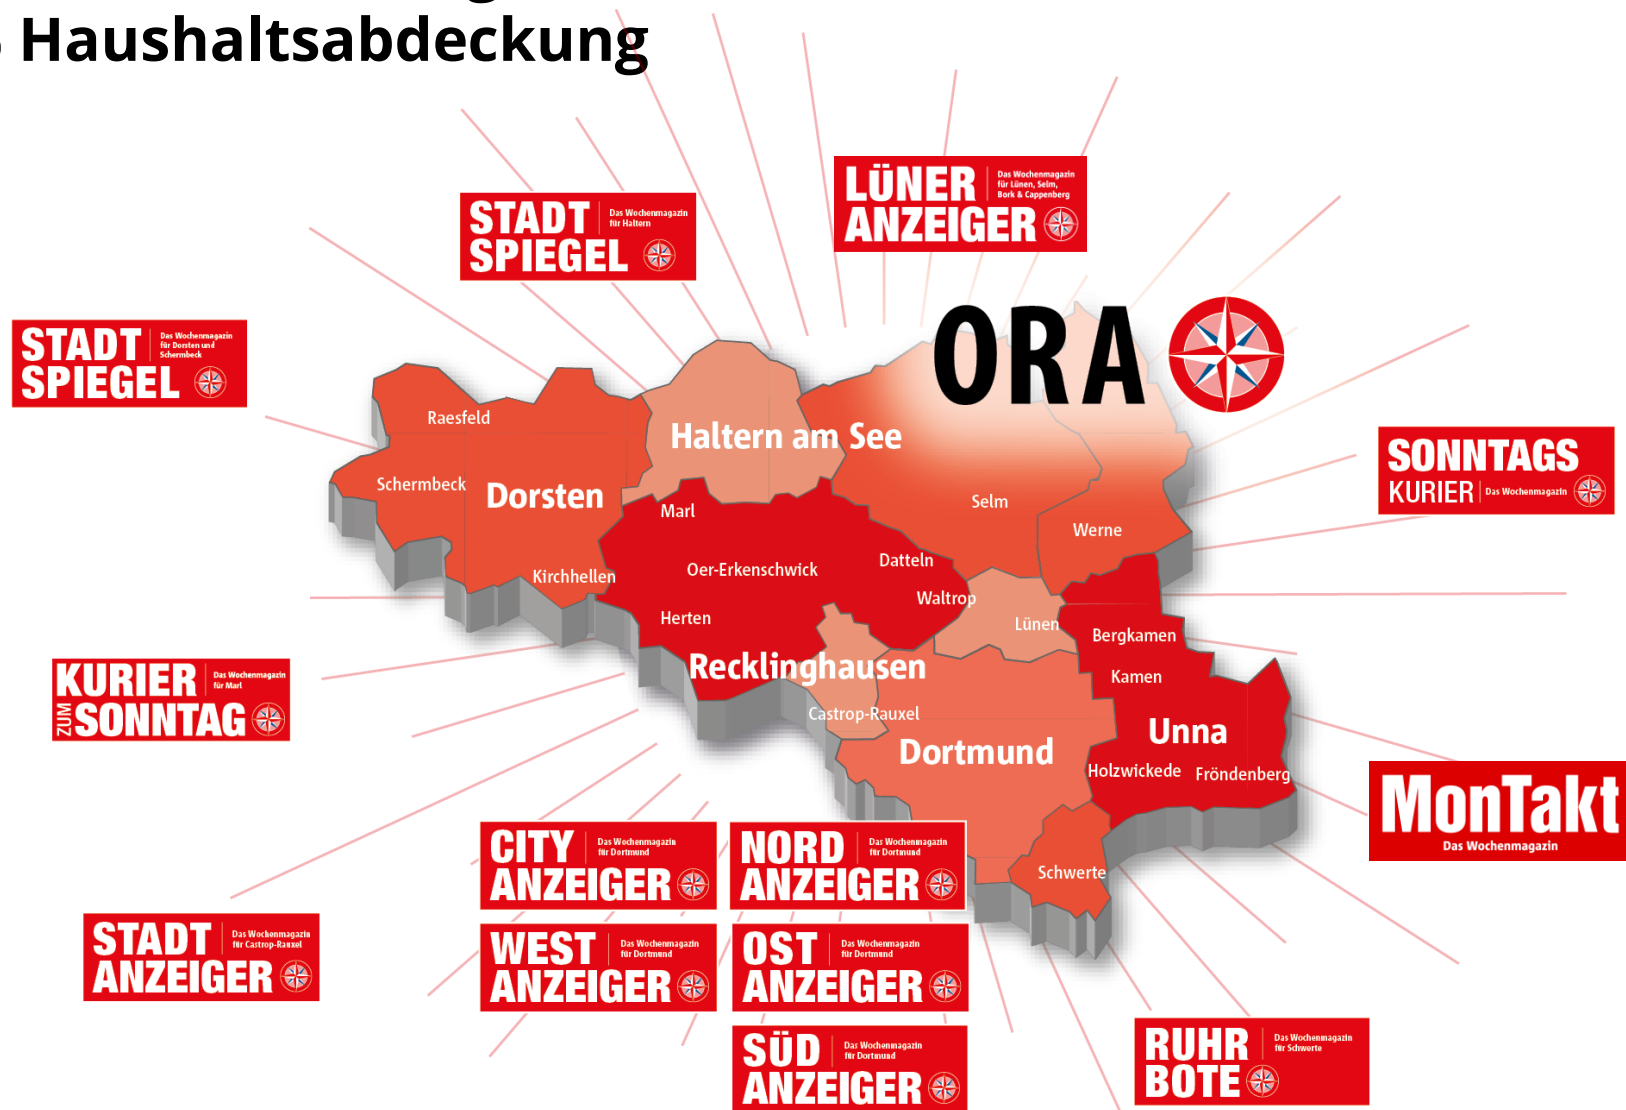 Haushaltsabdeckung
LÜNER
ANZEIGER
Das Wochenmagazin
für Lünen, Selm,
Bork & Cappenberg
STADT
SPIEGEL
Das Wochenmagazin
für Haltern
STADT
SPIEGEL
Das Wochenmagazin
für Dorsten und
Schermbeck
ORA
SONNTAGS
KURIER
Das Wochenmagazin
Raesfeld
Haltern am See
Schermbeck
Dorsten
Marl
Selm
Werne
Oer-Erkenschwick
Datteln
Kirchhellen
Waltrop
Herten
Lünen
Bergkamen
Recklinghausen
Kamen
Castrop-Rauxel
Unna
Dortmund
Holzwickede
Fröndenberg
Schwerte
KURIER
ZUM
SONNTAG
Das Wochenmagazin
für Marl
MonTakt
Das Wochenmagazin
CITY
ANZEIGER
Das Wochenmagazin
für Dortmund
NORD
ANZEIGER
Das Wochenmagazin
für Dortmund
STADT
ANZEIGER
Das Wochenmagazin
für Castrop-Rauxel
WEST
ANZEIGER
Das Wochenmagazin
für Dortmund
OST
ANZEIGER
Das Wochenmagazin
für Dortmund
SÜD
ANZEIGER
Das Wochenmagazin
für Dortmund
RUHR
BOTE
Das Wochenmagazin
für Schwerte